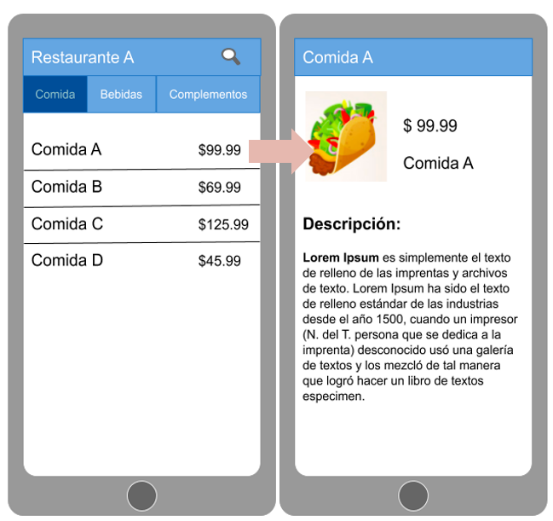 Restaurante A
Comida Bebidas Complementos
Comida A $99.99
Comida B $69.99
Comida C $125.99
Comida D $45.99
Comida A
$ 99.99
Comida A
Descripción:
Lorem Ipsum es simplemente el texto
de relleno de las imprentas y archivos
de texto. Lorem Ipsum ha sido el texto
de relleno estándar de las industrias
desde el año 1500, cuando un impresor
(N. del T. persona que se dedica a la
imprenta) desconocido usó una galería
de textos y los mezcló de tal manera
que logró hacer un libro de textos
especimen.